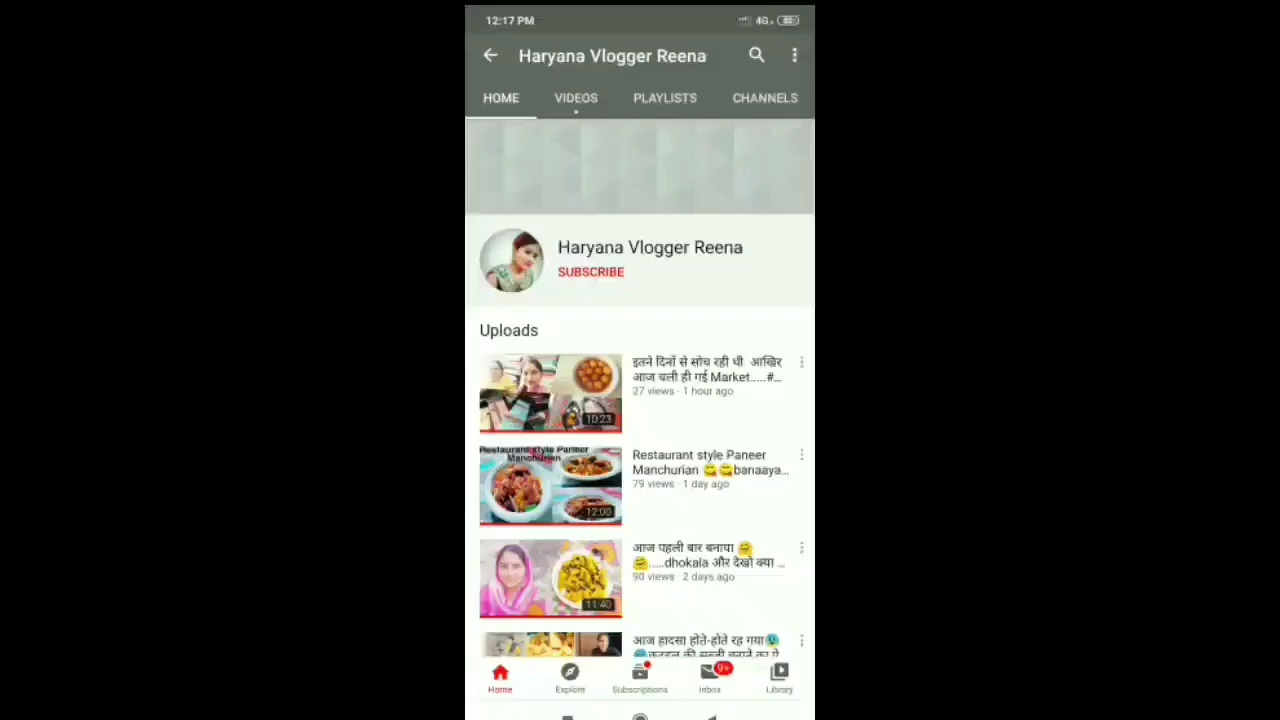 12:17 PM
4G
Haryana Vlogger Reena
HOME VIDEOS PLAYLISTS CHANNELS
Haryana Vlogger Reena
SUBSCRIBE
Uploads
इतने दिनों से सोच रही थी आखिर
आज चली ही गई Market.....#...
27 views · 1 hour ago
10:23
Restaurant style Paneer
Manchurian
12:00
Restaurant style Paneer
Manchurian 😋😋banaaya...
79 views · 1 day ago
11:40
आज पहली बार बनाया 🤗
🤗.....dhokala और देखो क्या ...
90 views · 2 days ago
आज हादसा होते-होते रह गया😰
Home Explore Subscriptions Inbox Library
9+